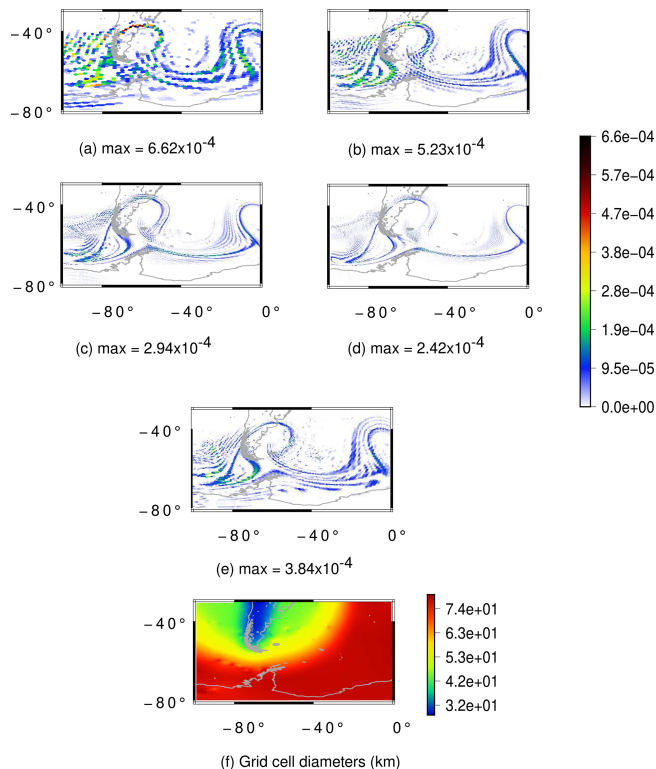 −40°
−80°
(a) max = 6.62x10-4
(b) max = 5.23x10-4
−40°
−80°
−80° −40° 0°
−80° −40° 0°
(c) max = 2.94x10-4
(d) max = 2.42x10-4
6.6e−04
5.7e−04
4.7e−04
3.8e−04
2.8e−04
1.9e−04
9.5e−05
0.0e+00
−40°
−80°
−80° −40° 0°
(e) max = 3.84x10-4
−40°
−80°
−80° −40° 0°
7.4e+01
6.3e+01
5.3e+01
4.2e+01
3.2e+01
(f) Grid cell diameters (km)